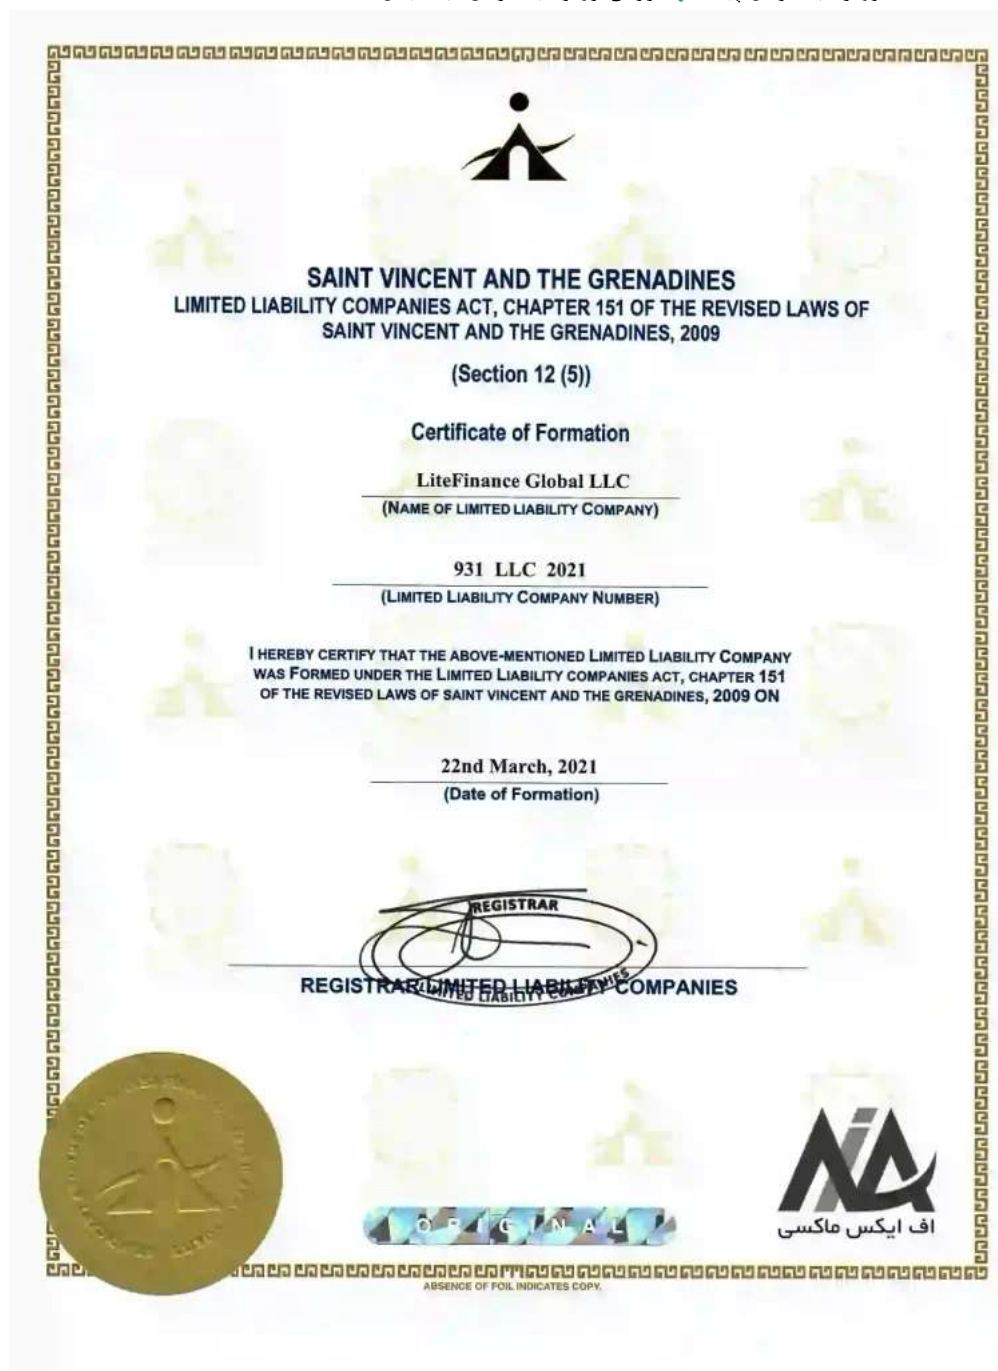 SAINT VINCENT AND THE GRENADINES
LIMITED LIABILITY COMPANIES ACT, CHAPTER 151 OF THE REVISED LAWS OF
SAINT VINCENT AND THE GRENADINES, 2009
(Section 12 (5))
Certificate of Formation
LiteFinance Global LLC
(NAME OF LIMITED LIABILITY COMPANY)
931 LLC 2021
(LIMITED LIABILITY COMPANY NUMBER)
I HEREBY CERTIFY THAT THE ABOVE-MENTIONED LIMITED LIABILITY COMPANY
WAS FORMED UNDER THE LIMITED LIABILITY COMPANIES ACT, CHAPTER 151
OF THE REVISED LAWS OF SAINT VINCENT AND THE GRENADINES, 2009 ON
22nd March, 2021
(Date of Formation)
REGISTRAR
LIMITED LIABILITY COMPANIES
REGISTRAR LIMITED LIABILITY COMPANIES
ORIGINAL
اف ایکس ماکسی
ABSENCE OF FOIL INDICATES COPY.